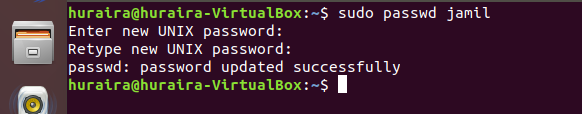 huraira@huraira-VirtualBox:~$ sudo passwd jamil
Enter new UNIX password:
Retype new UNIX password:
passwd: password updated successfully
huraira@huraira-VirtualBox:~$